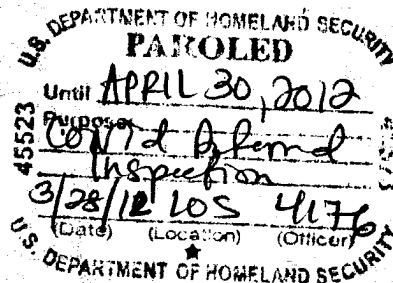 U.S. DEPARTMENT OF HOMELAND SECURITY
PAROLED
Until APRIL 30, 2012
Purpose:
Cont'd Deferred
Inspection
3/28/12 LOS 4176
(Date) (Location) (Officer)
45523
U.S. DEPARTMENT OF HOMELAND SECURITY